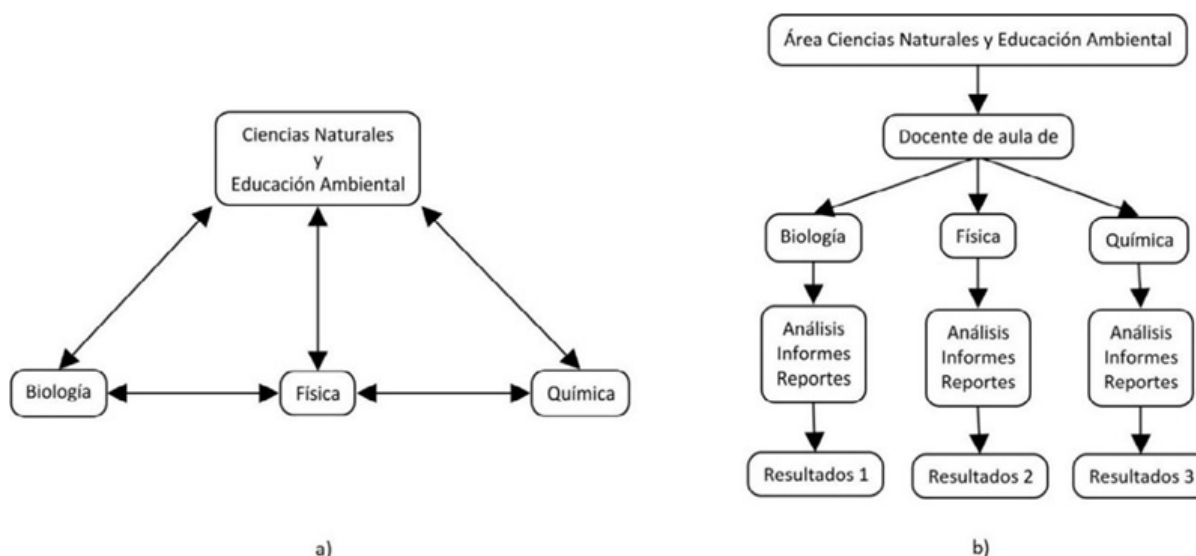 Ciencias Naturales
y
Educación Ambiental
Biología
Física
Química
a)
Área Ciencias Naturales y Educación Ambiental
Docente de aula de
Biología
Física
Química
Análisis
Informes
Reportes
Análisis
Informes
Reportes
Análisis
Informes
Reportes
Resultados 1
Resultados 2
Resultados 3
b)